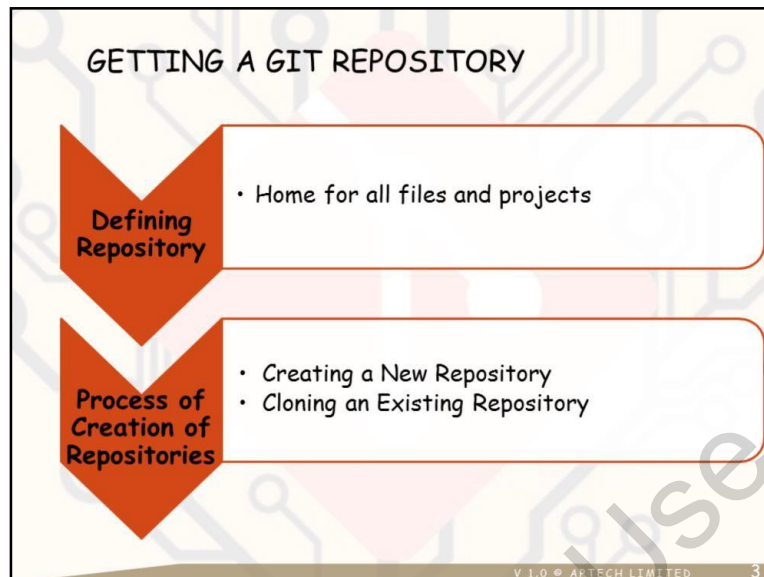 GETTING A GIT REPOSITORY
Defining
Repository
• Home for all files and projects
Process of
Creation of
Repositories
• Creating a New Repository
• Cloning an Existing Repository
Use
V 1.0 © APTECH LIMITED 3